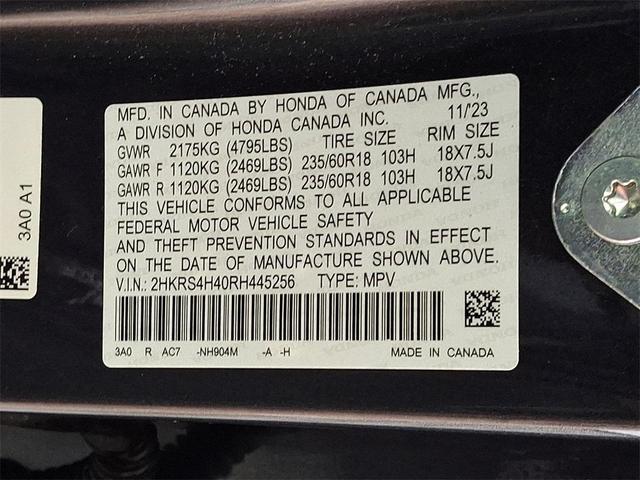 MFD. IN CANADA BY HONDA OF CANADA MFG.,
A DIVISION OF HONDA CANADA INC. 11/'23
GVWR 2175KG (4795LBS) TIRE SIZE RIM SIZE
GAWR F 1120KG (2469LBS) 235/60R18 103H 18X7.5J
GAWR R 1120KG (2469LBS) 235/60R18 103H 18X7.5J
THIS VEHICLE CONFORMS TO ALL APPLICABLE
FEDERAL MOTOR VEHICLE SAFETY
AND THEFT PREVENTION STANDARDS IN EFFECT
ON THE DATE OF MANUFACTURE SHOWN ABOVE.
V.I.N.: 2HKRS4H40RH445256 TYPE: MPV
3A0 R AC7 -NH904M -A -H MADE IN CANADA
3A0 A1